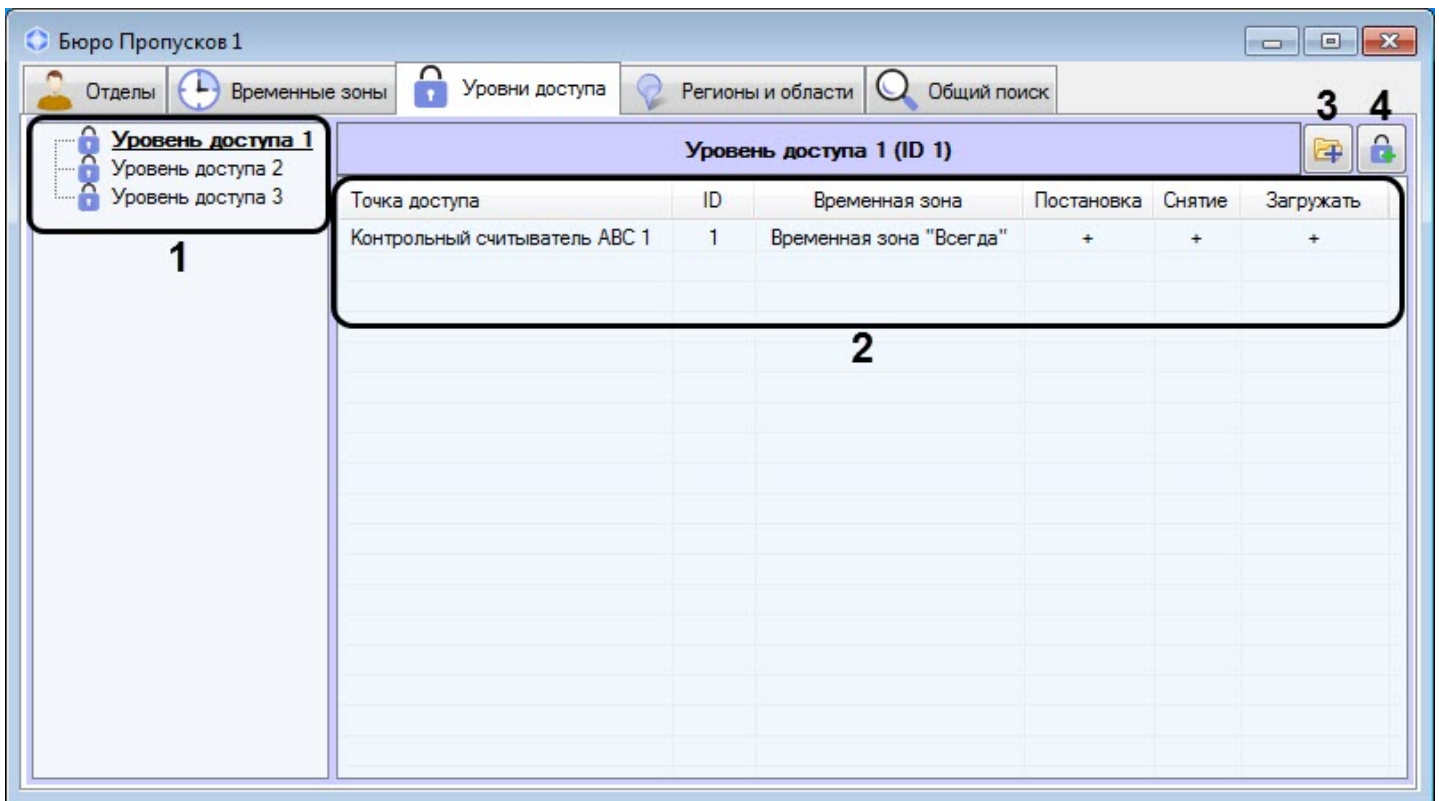 Бюро Пропусков 1
Отделы Временные зоны Уровни доступа Регионы и области Общий поиск
3 4
Уровень доступа 1
Уровень доступа 2
Уровень доступа 3
1
Уровень доступа 1 (ID 1)
Точка доступа ID Временная зона Постановка Снятие Загружать
Контрольный считыватель ABC 1 1 Временная зона "Всегда" + + +
2